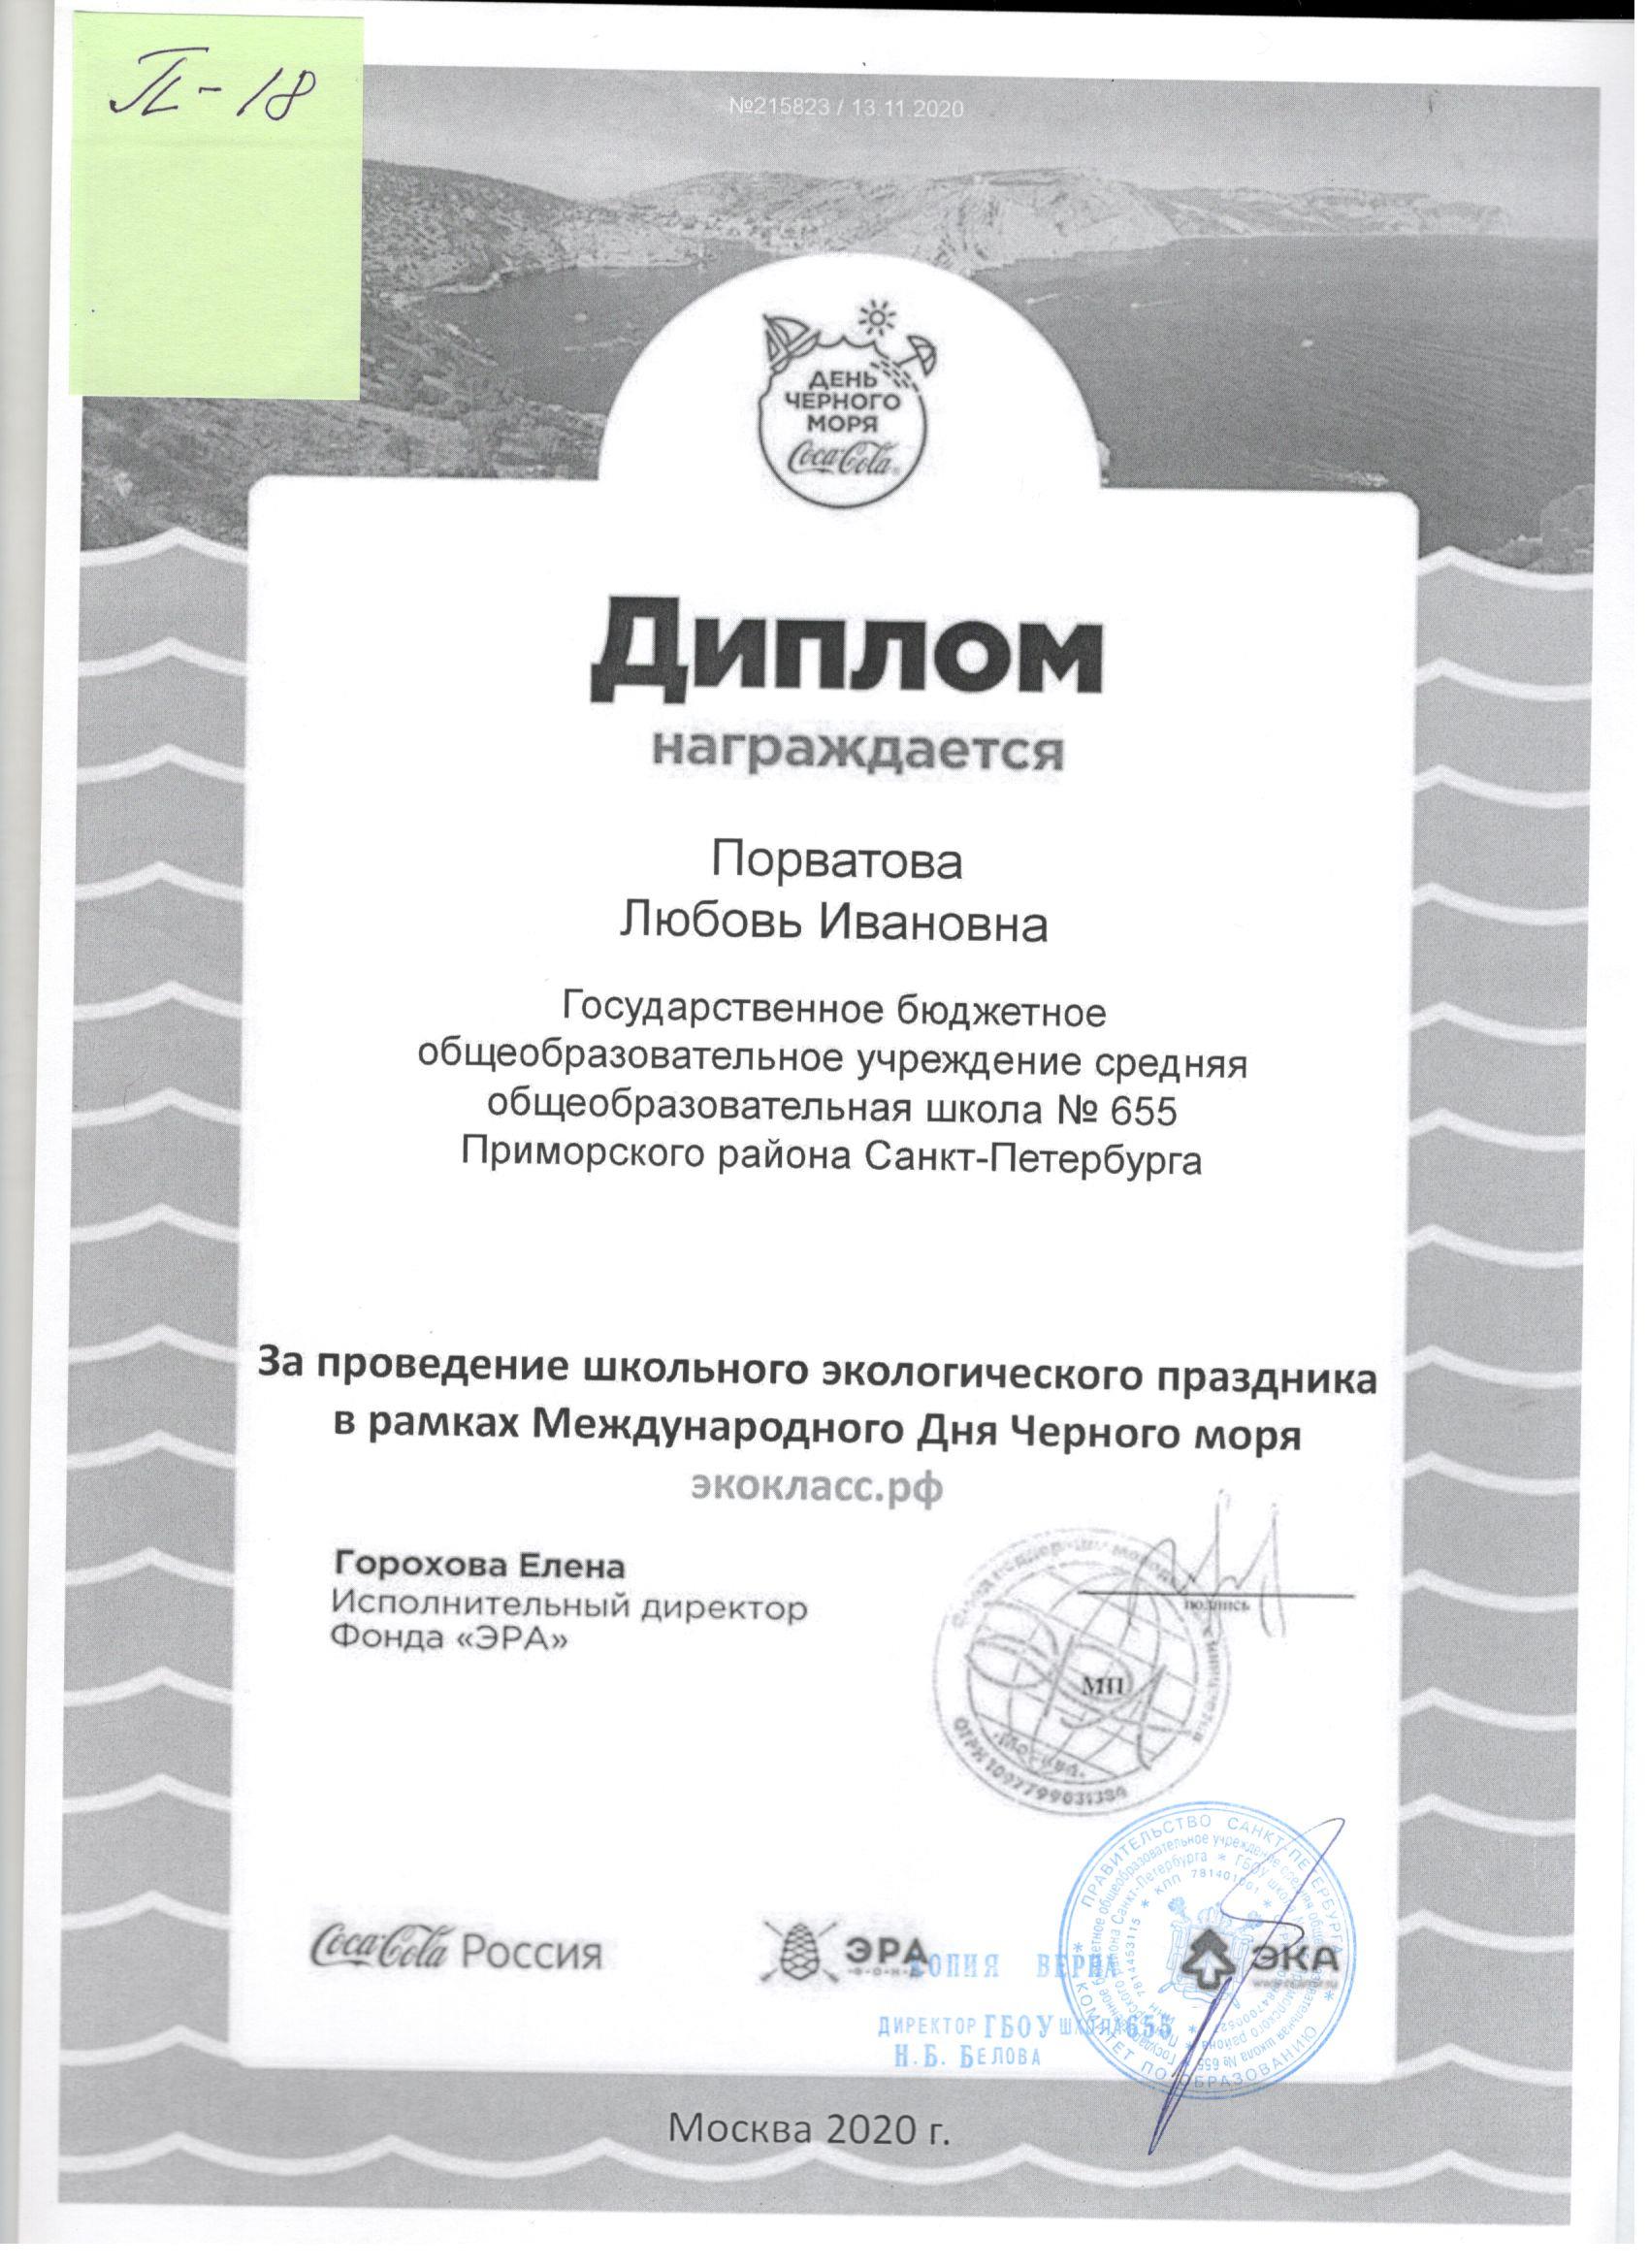 П-18
№215823 / 13.11.2020
ДЕНЬ
ЧЕРНОГО
МОРЯ
Coca-Cola
Диплом
награждается
Порватова
Любовь Ивановна
Государственное бюджетное
общеобразовательное учреждение средняя
общеобразовательная школа № 655
Приморского района Санкт-Петербурга
За проведение школьного экологического праздника
в рамках Международного Дня Черного моря
экокласс.рф
Горохова Елена
Исполнительный директор
Фонда «ЭРА»
подпись
МП
Москва
Coca-Cola Россия
ЭРА
ФОНД
ЭКА
КОПИЯ ВЕРНА
ДИРЕКТОР ГБОУ ШКОЛА 655
Н.Б. БЕЛОВА
ПРАВИТЕЛЬСТВО САНКТ-ПЕТЕРБУРГА
КОМИТЕТ ПО ОБРАЗОВАНИЮ
Москва 2020 г.